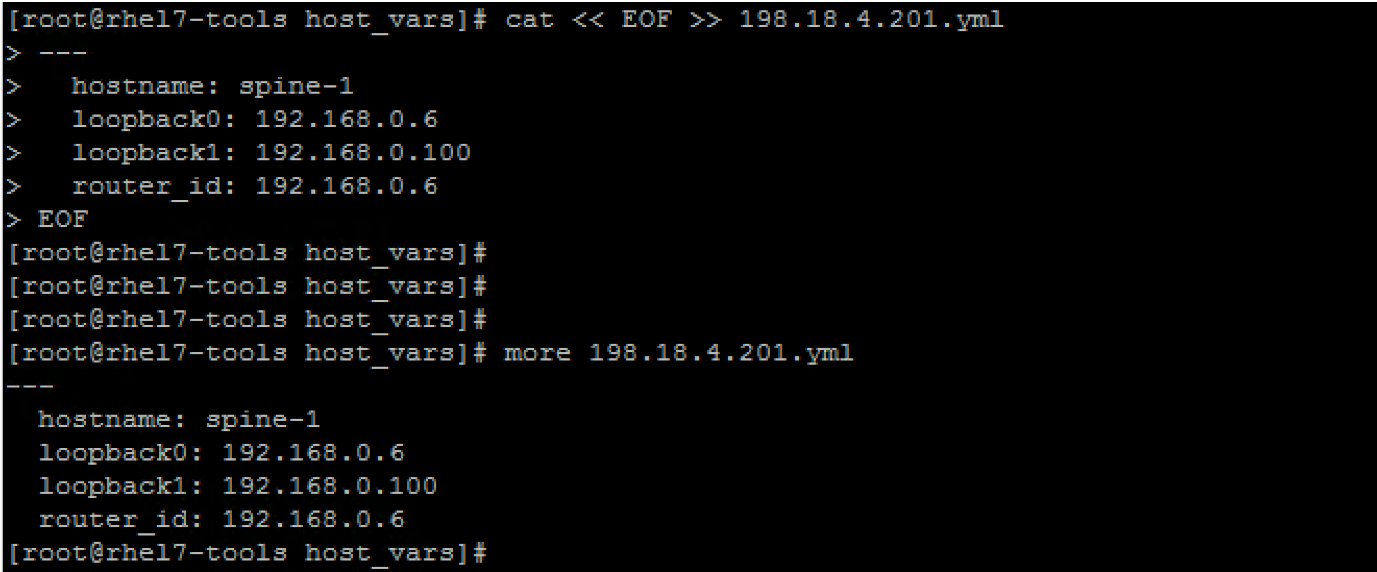 [root@rhel7-tools host_vars]# cat << EOF >> 198.18.4.201.yml
> ---
>   hostname: spine-1
>   loopback0: 192.168.0.6
>   loopback1: 192.168.0.100
>   router_id: 192.168.0.6
> EOF
[root@rhel7-tools host_vars]#
[root@rhel7-tools host_vars]#
[root@rhel7-tools host_vars]#
[root@rhel7-tools host_vars]# more 198.18.4.201.yml
---
  hostname: spine-1
  loopback0: 192.168.0.6
  loopback1: 192.168.0.100
  router_id: 192.168.0.6
[root@rhel7-tools host_vars]#